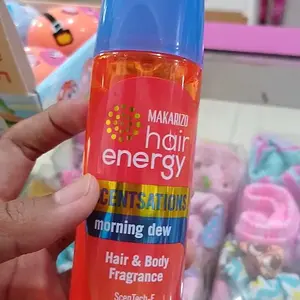 MAKARIZO
hair
energy
SCENTSATIONS
morning dew
Hair & Body
Fragrance